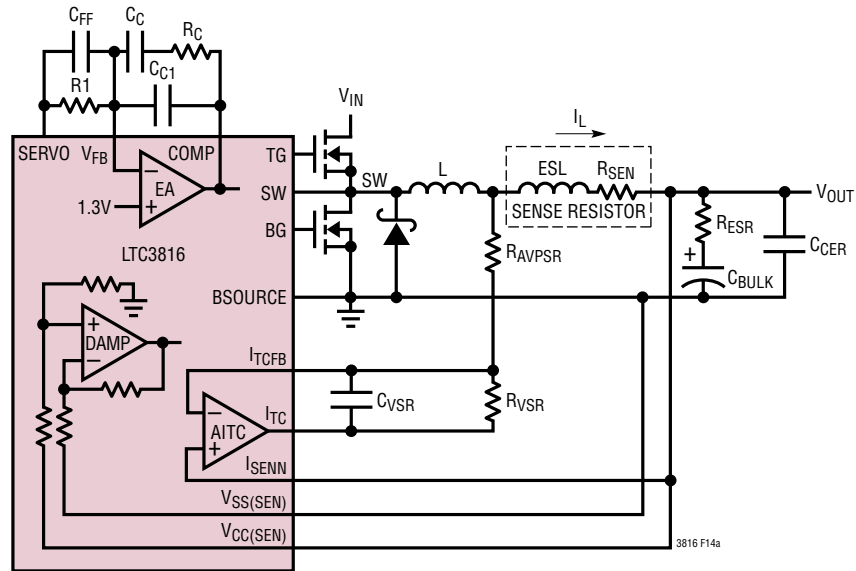 CFF
CC
RC
R1
CC1
SERVO
VFB
COMP
EA
1.3V
–
+
LTC3816
VIN
TG
SW
SW
BG
BSOURCE
L
IL
ESL
RSEN
SENSE RESISTOR
VOUT
RESR
+
CBULK
CCER
RAVPSR
+
DAMP
–
ITCFB
CVSR
RVSR
ITC
–
AITC
+
ISENN
VSS(SEN)
VCC(SEN)
3816 F14a